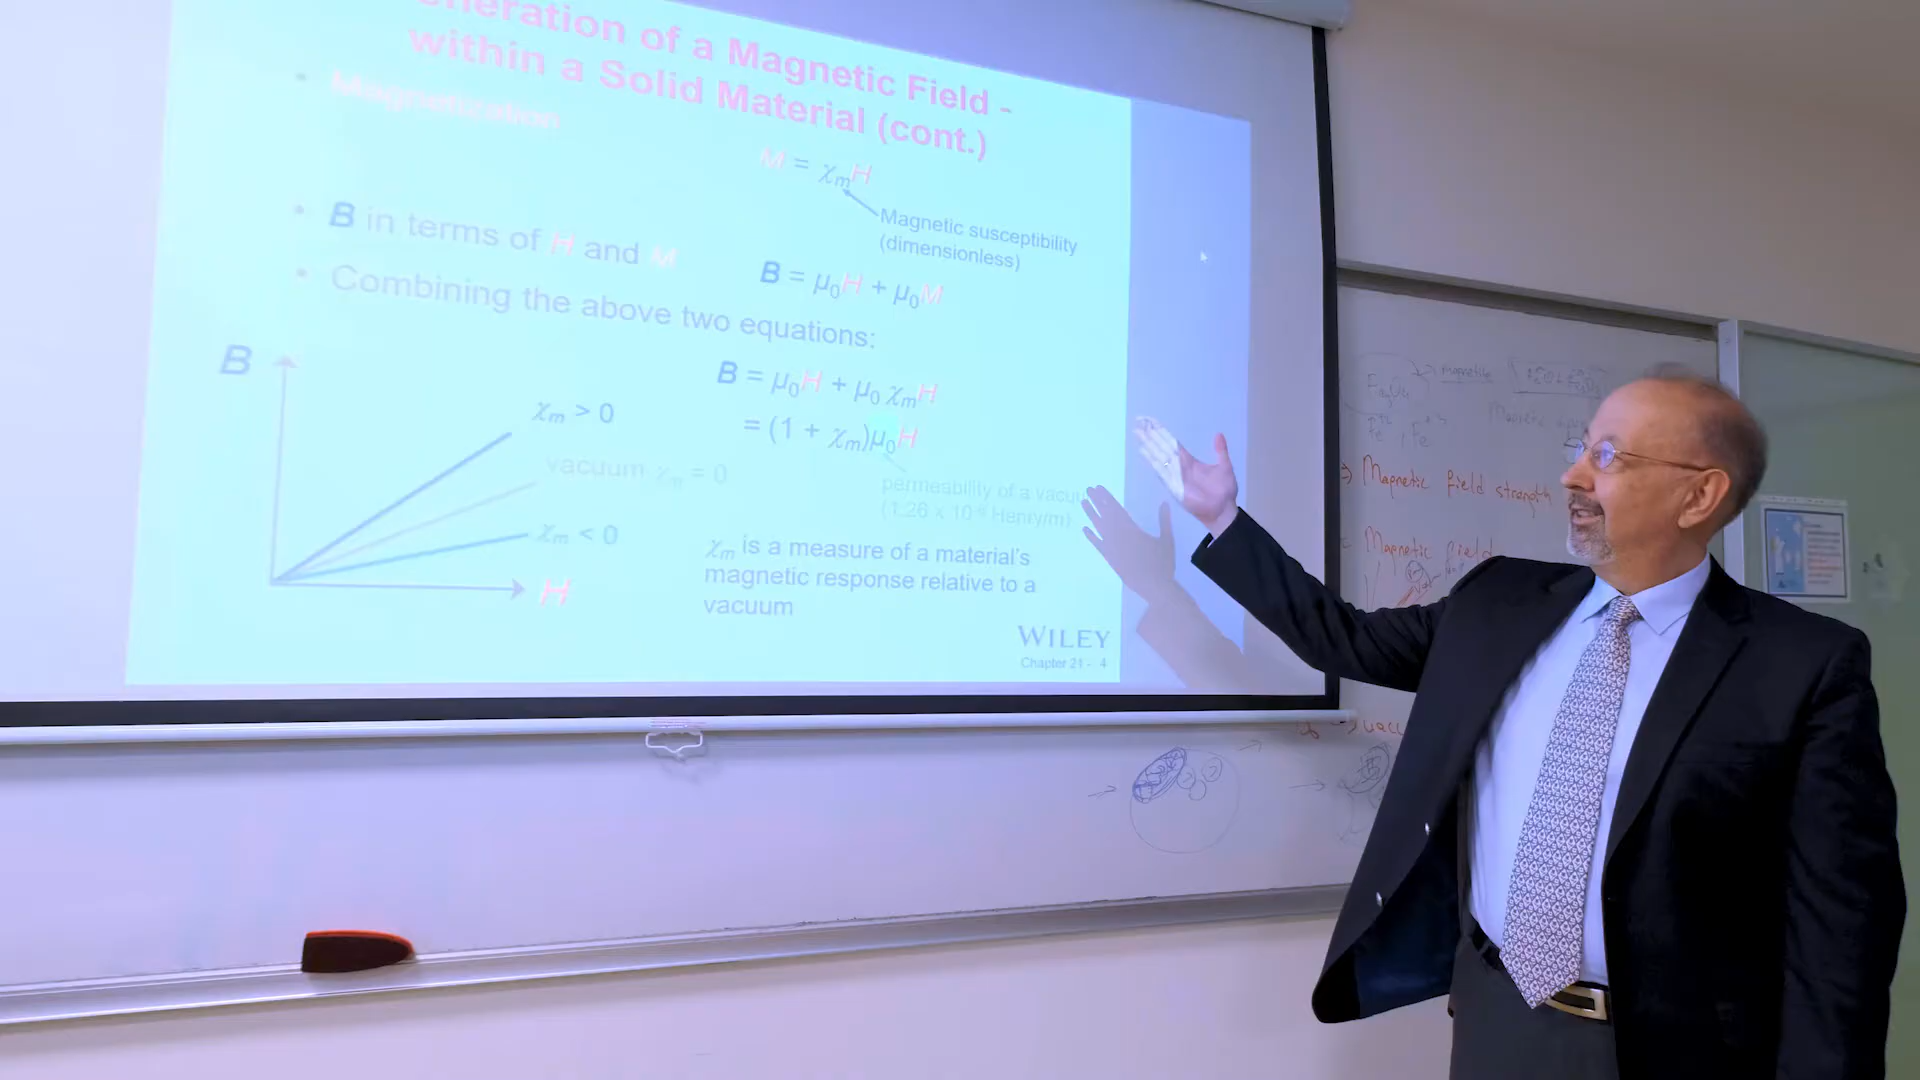 eneration of a Magnetic Field -
within a Solid Material (cont.)
• Magnetization
M = χmH
Magnetic susceptibility
(dimensionless)
• B in terms of H and M
B = μ0H + μ0M
• Combining the above two equations:
B = μ0H + μ0 χmH
= (1 + χm)μ0H
permeability of a vacuu
(1.26 x 10⁻⁶ Henry/m)
B
χm > 0
vacuum χm = 0
χm < 0
H
χm is a measure of a material's
magnetic response relative to a
vacuum
WILEY
Chapter 21 - 4
Fe3O4 → magnetite
Magnetic field strength
Magnetic field